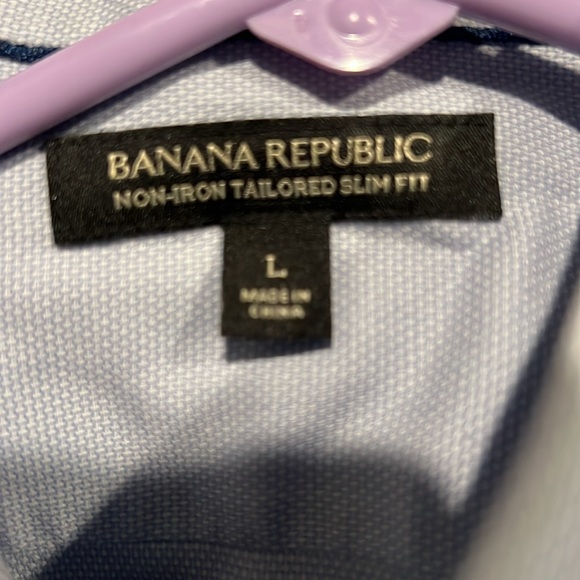 BANANA REPUBLIC
NON-IRON TAILORED SLIM FIT
L
MADE IN
CHINA